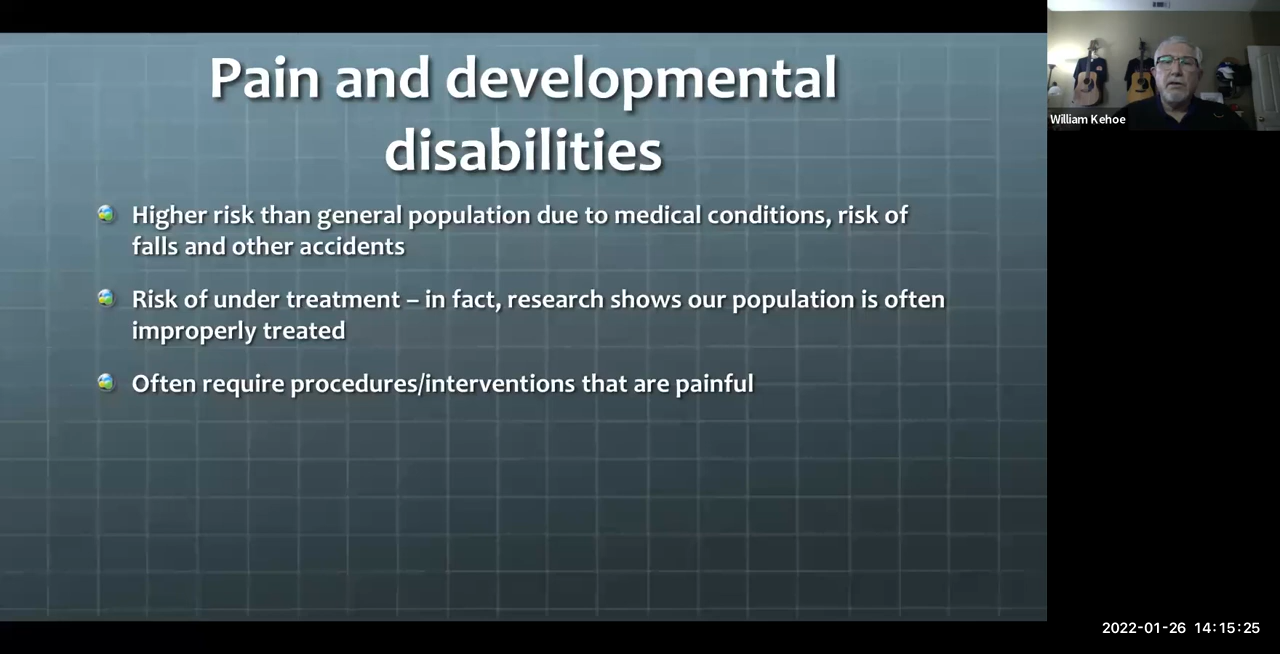 Pain and developmental
disabilities
Higher risk than general population due to medical conditions, risk of
falls and other accidents
Risk of under treatment – in fact, research shows our population is often
improperly treated
Often require procedures/interventions that are painful
William Kehoe
2022-01-26 14:15:25